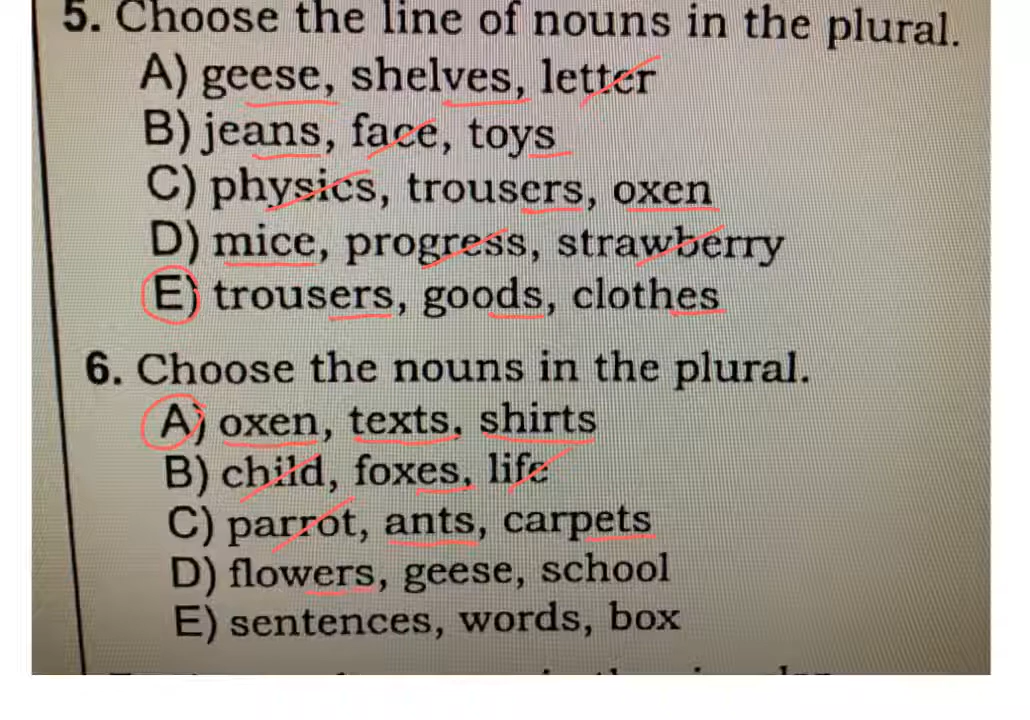 5. Choose the line of nouns in the plural.
A) geese, shelves, letter
B) jeans, face, toys
C) physics, trousers, oxen
D) mice, progress, strawberry
E) trousers, goods, clothes
6. Choose the nouns in the plural.
A) oxen, texts, shirts
B) child, foxes, life
C) parrot, ants, carpets
D) flowers, geese, school
E) sentences, words, box